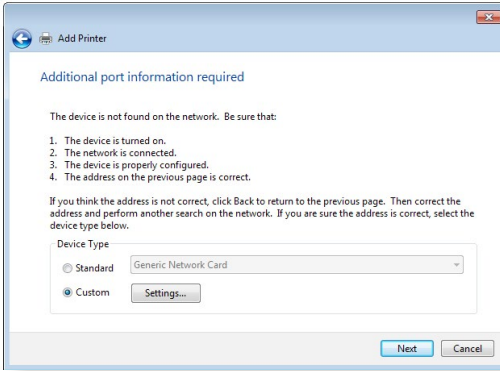 Add Printer
Additional port information required
The device is not found on the network. Be sure that:
1. The device is turned on.
2. The network is connected.
3. The device is properly configured.
4. The address on the previous page is correct.
If you think the address is not correct, click Back to return to the previous page. Then correct the
address and perform another search on the network. If you are sure the address is correct, select the
device type below.
Device Type
Standard Generic Network Card
Custom Settings...
Next Cancel